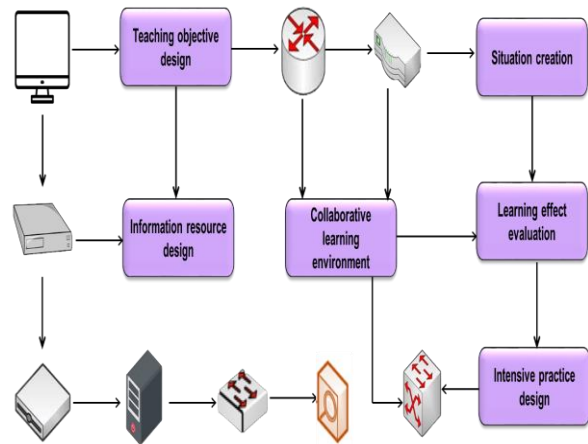 Teaching objective
design
Situation creation
Information resource
design
Collaborative
learning
environment
Learning effect
evaluation
Intensive practice
design